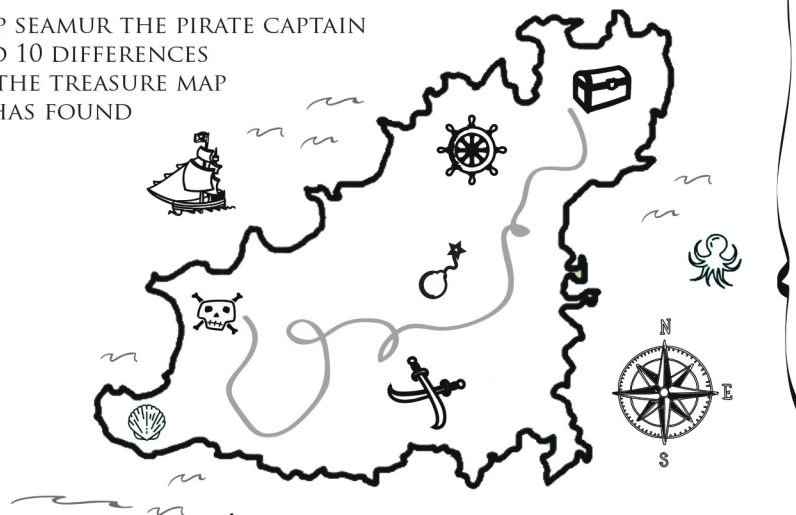 SEAMUR THE PIRATE CAPTAIN
10 DIFFERENCES
THE TREASURE MAP
HAS FOUND
N
E
S